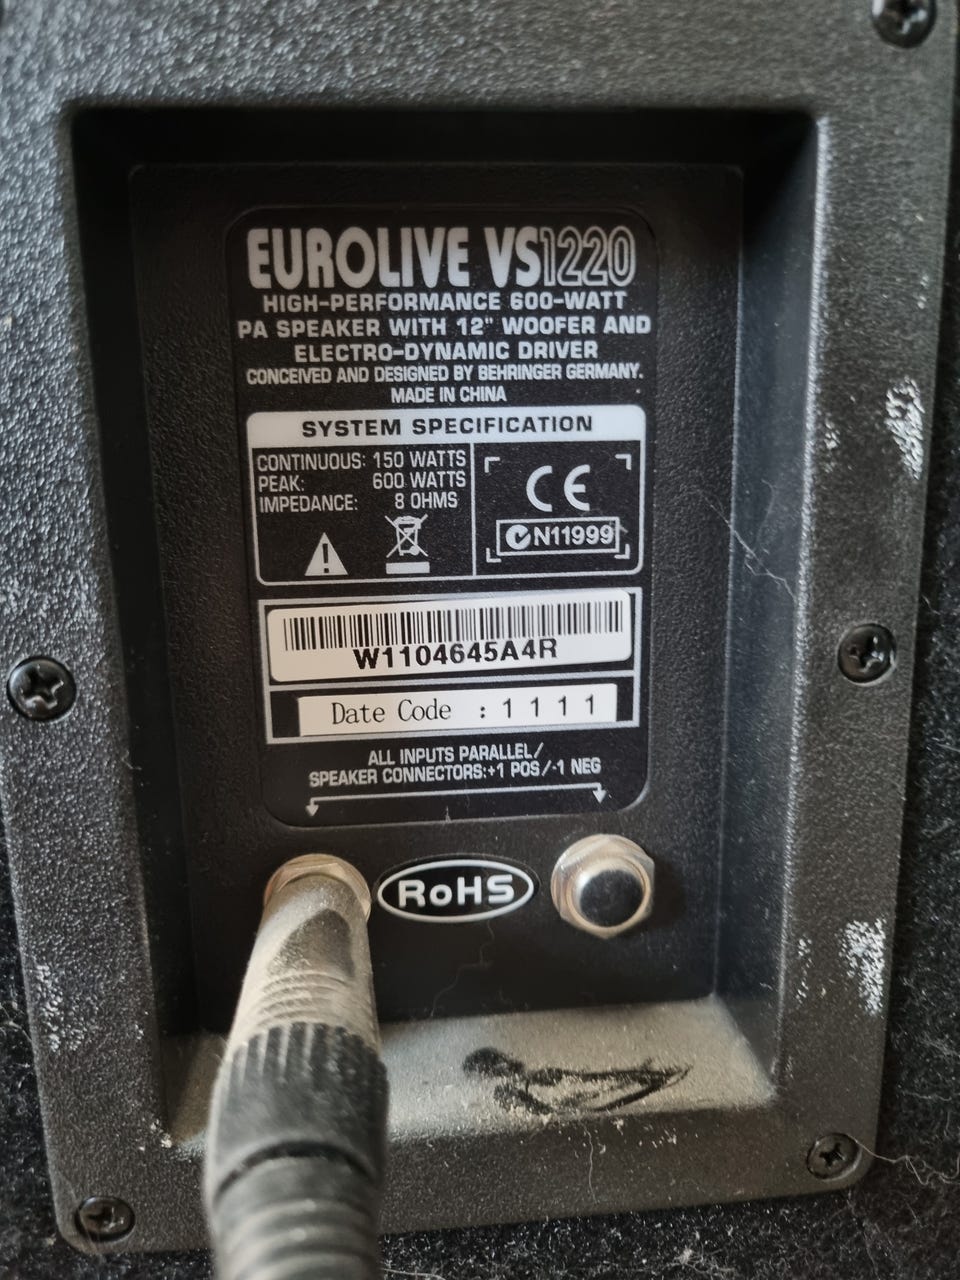 EUROLIVE VS1220
HIGH-PERFORMANCE 600-WATT
PA SPEAKER WITH 12" WOOFER AND
ELECTRO-DYNAMIC DRIVER
CONCEIVED AND DESIGNED BY BEHRINGER GERMANY.
MADE IN CHINA
SYSTEM SPECIFICATION
CONTINUOUS: 150 WATTS
PEAK: 600 WATTS
IMPEDANCE: 8 OHMS
CE
N11999
W1104645A4R
Date Code : 1111
ALL INPUTS PARALLEL/
SPEAKER CONNECTORS:+1 POS/-1 NEG
RoHS